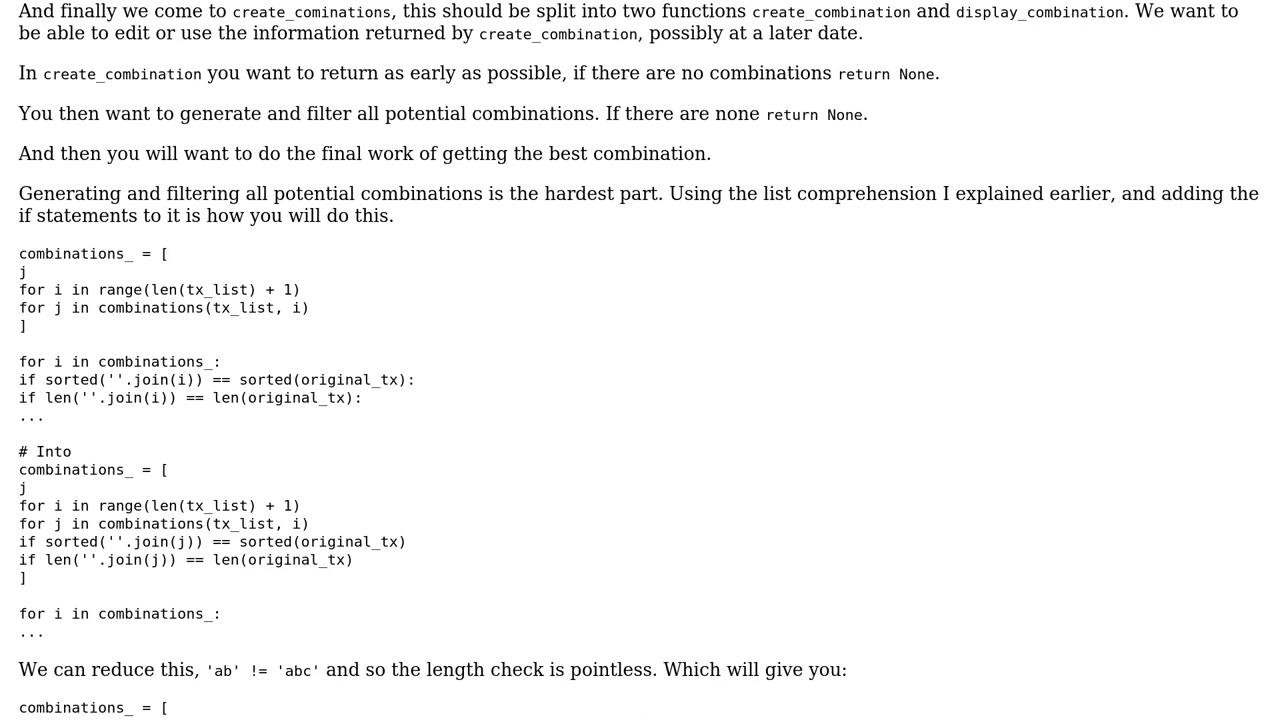 And finally we come to create_cominations, this should be split into two functions create_combination and display_combination. We want to
be able to edit or use the information returned by create_combination, possibly at a later date.
In create_combination you want to return as early as possible, if there are no combinations return None.
You then want to generate and filter all potential combinations. If there are none return None.
And then you will want to do the final work of getting the best combination.
Generating and filtering all potential combinations is the hardest part. Using the list comprehension I explained earlier, and adding the
if statements to it is how you will do this.
combinations_ = [
j
for i in range(len(tx_list) + 1)
for j in combinations(tx_list, i)
]
for i in combinations_:
if sorted(''.join(i)) == sorted(original_tx):
if len(''.join(i)) == len(original_tx):
...
# Into
combinations_ = [
j
for i in range(len(tx_list) + 1)
for j in combinations(tx_list, i)
if sorted(''.join(j)) == sorted(original_tx)
if len(''.join(j)) == len(original_tx)
]
for i in combinations_:
...
We can reduce this, 'ab' != 'abc' and so the length check is pointless. Which will give you:
combinations_ = [